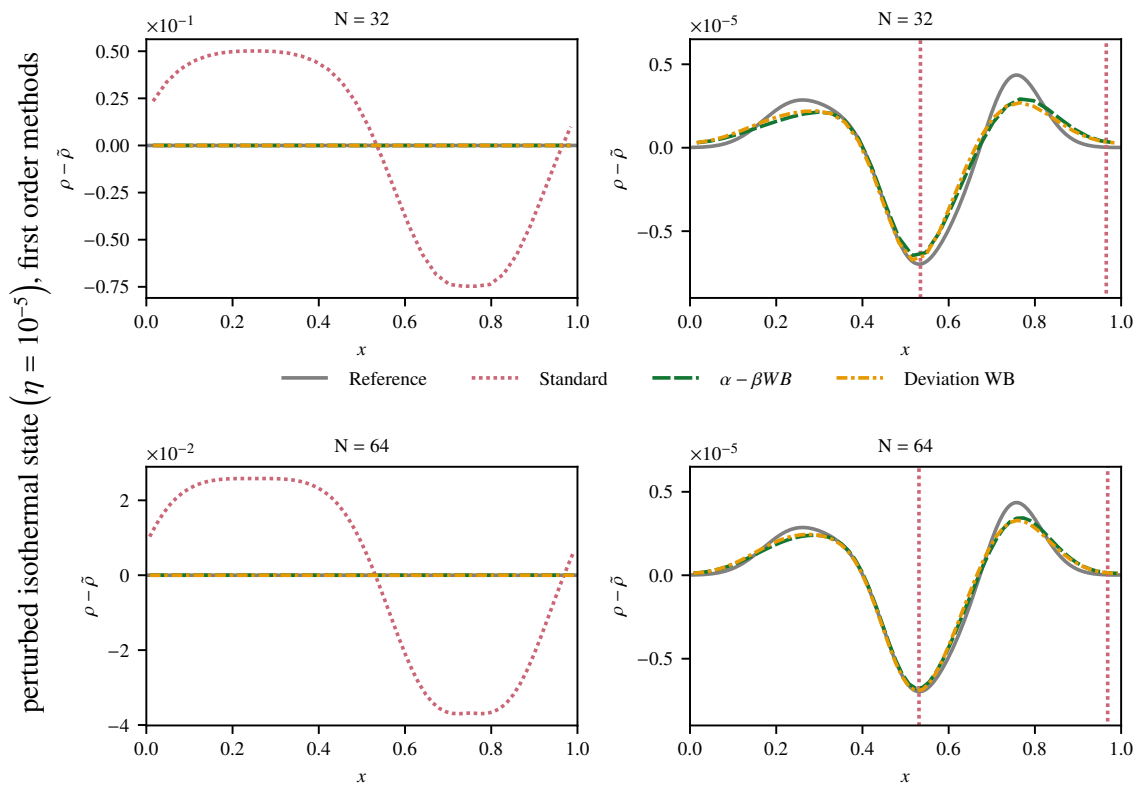 perturbed isothermal state (η = 10⁻⁵), first order methods
×10⁻¹
N = 32
0.50
0.25
0.00
−0.25
−0.50
−0.75
ρ − ρ̃
0.0 0.2 0.4 0.6 0.8 1.0
x
×10⁻⁵
N = 32
0.5
0.0
−0.5
ρ − ρ̃
0.0 0.2 0.4 0.6 0.8 1.0
x
Reference Standard α − βWB Deviation WB
×10⁻²
N = 64
2
0
−2
−4
ρ − ρ̃
0.0 0.2 0.4 0.6 0.8 1.0
x
×10⁻⁵
N = 64
0.5
0.0
−0.5
ρ − ρ̃
0.0 0.2 0.4 0.6 0.8 1.0
x